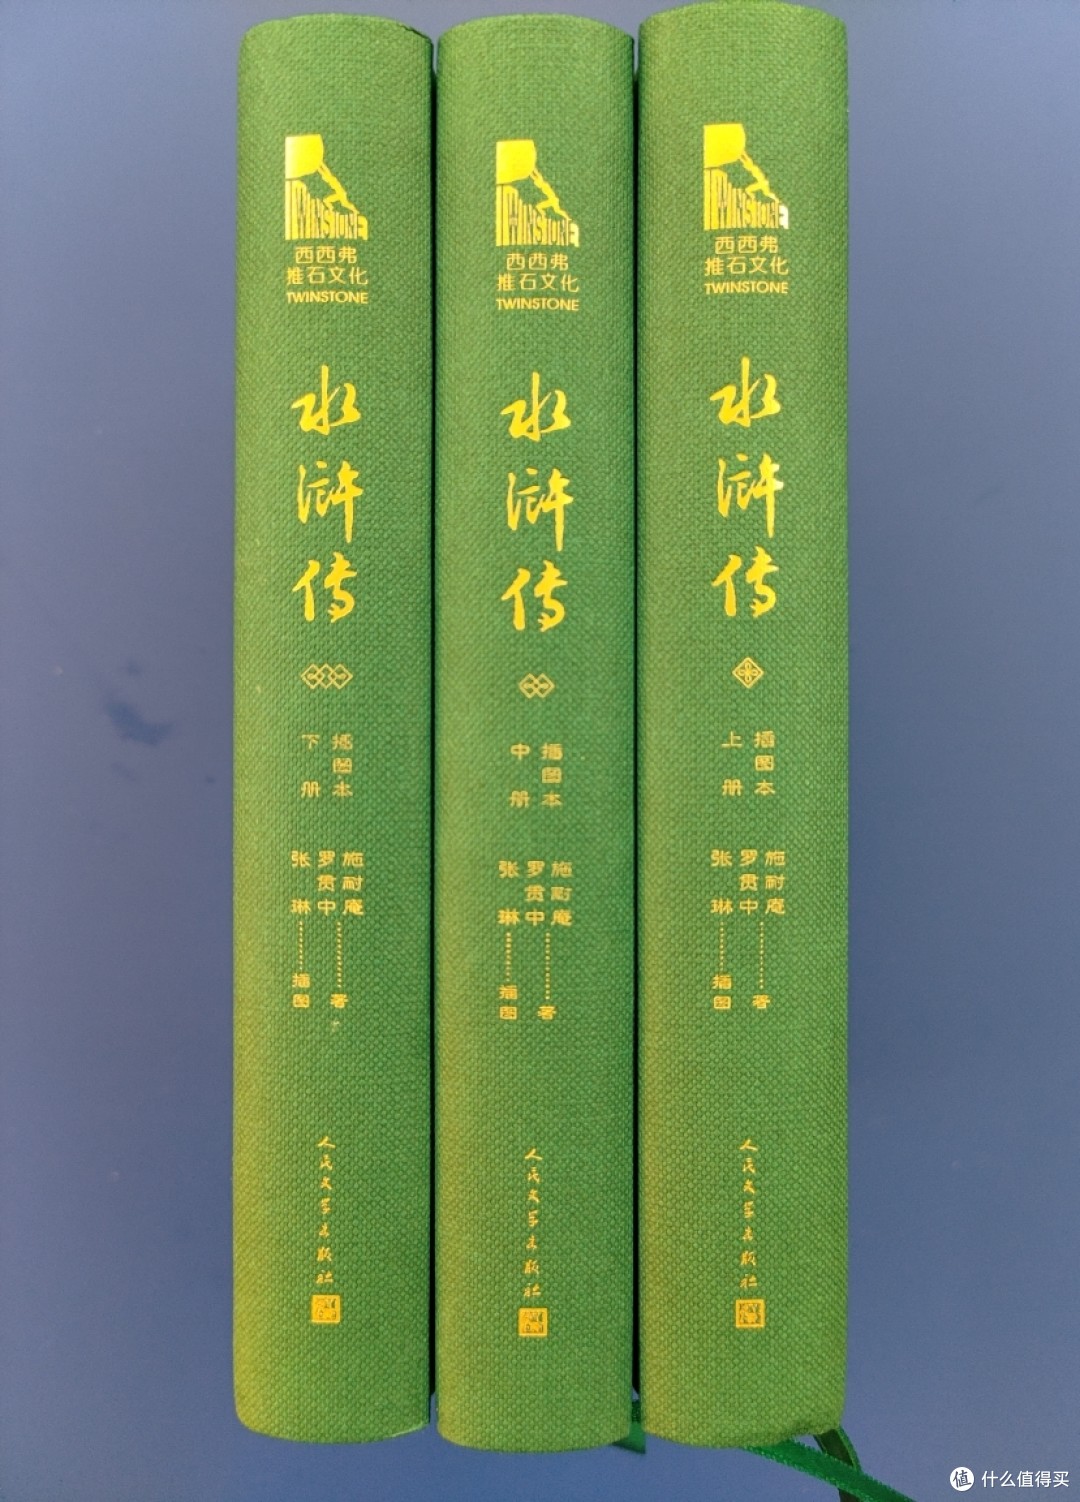 TWINSTONE
西西弗
推石文化
TWINSTONE
水浒传
插图本
下册
施耐庵
罗贯中
著
张琳
插图
人民文学出版社
TWINSTONE
西西弗
推石文化
TWINSTONE
水浒传
插图本
中册
施耐庵
罗贯中
著
张琳
插图
人民文学出版社
TWINSTONE
西西弗
推石文化
TWINSTONE
水浒传
插图本
上册
施耐庵
罗贯中
著
张琳
插图
人民文学出版社
值 什么值得买